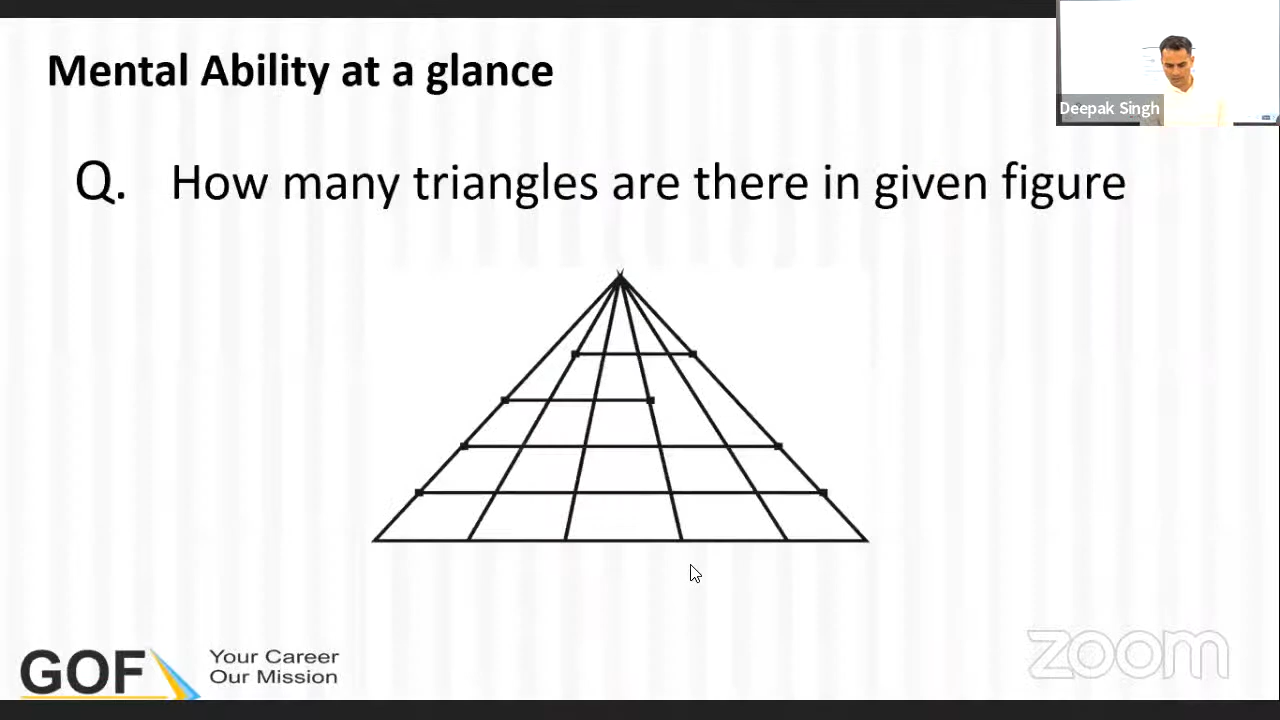 Mental Ability at a glance
Deepak Singh
Q. How many triangles are there in given figure
GOF
Your Career
Our Mission
zoom